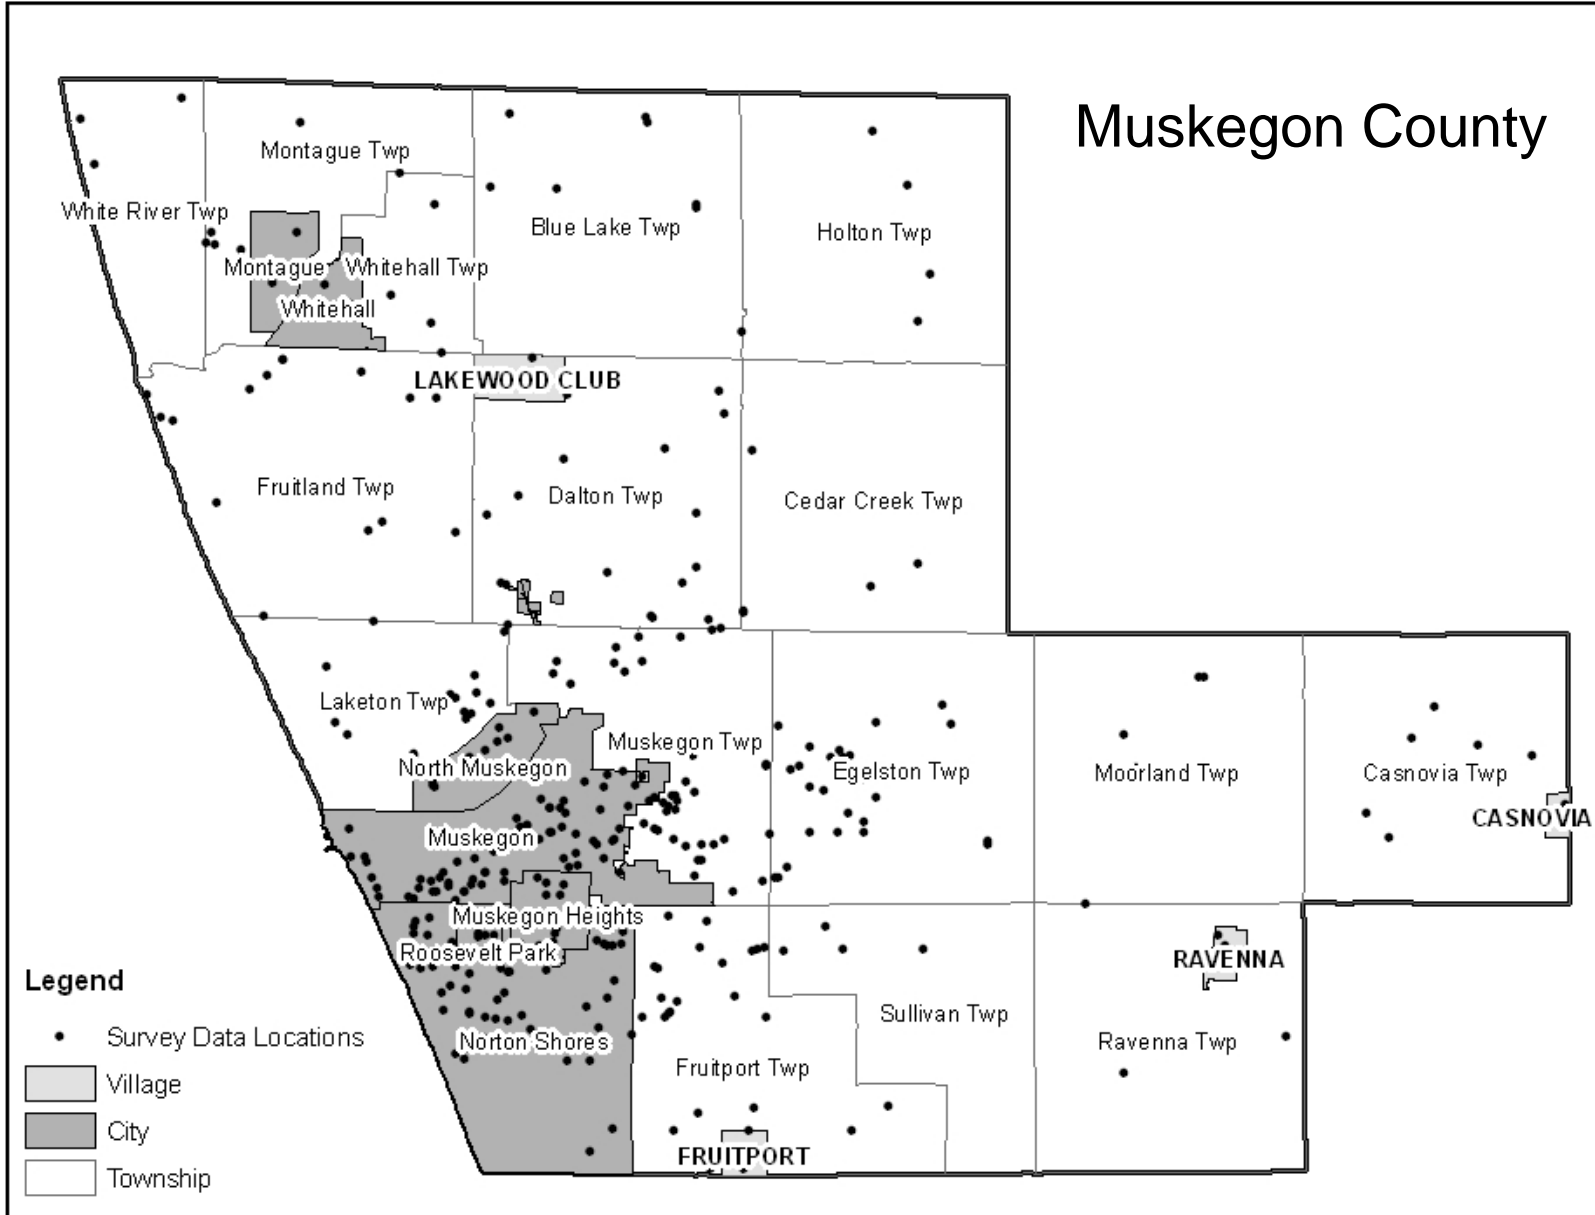 Muskegon County
Montague Twp
White River Twp
Blue Lake Twp
Holton Twp
Montague
Whitehall Twp
Whitehall
LAKEWOOD CLUB
Fruitland Twp
Dalton Twp
Cedar Creek Twp
Laketon Twp
Muskegon Twp
North Muskegon
Egelston Twp
Moorland Twp
Casnovia Twp
CASNOVIA
Muskegon
Muskegon Heights
Roosevelt Park
RAVENNA
Sullivan Twp
Norton Shores
Ravenna Twp
Fruitport Twp
FRUITPORT
Legend
Survey Data Locations
Village
City
Township